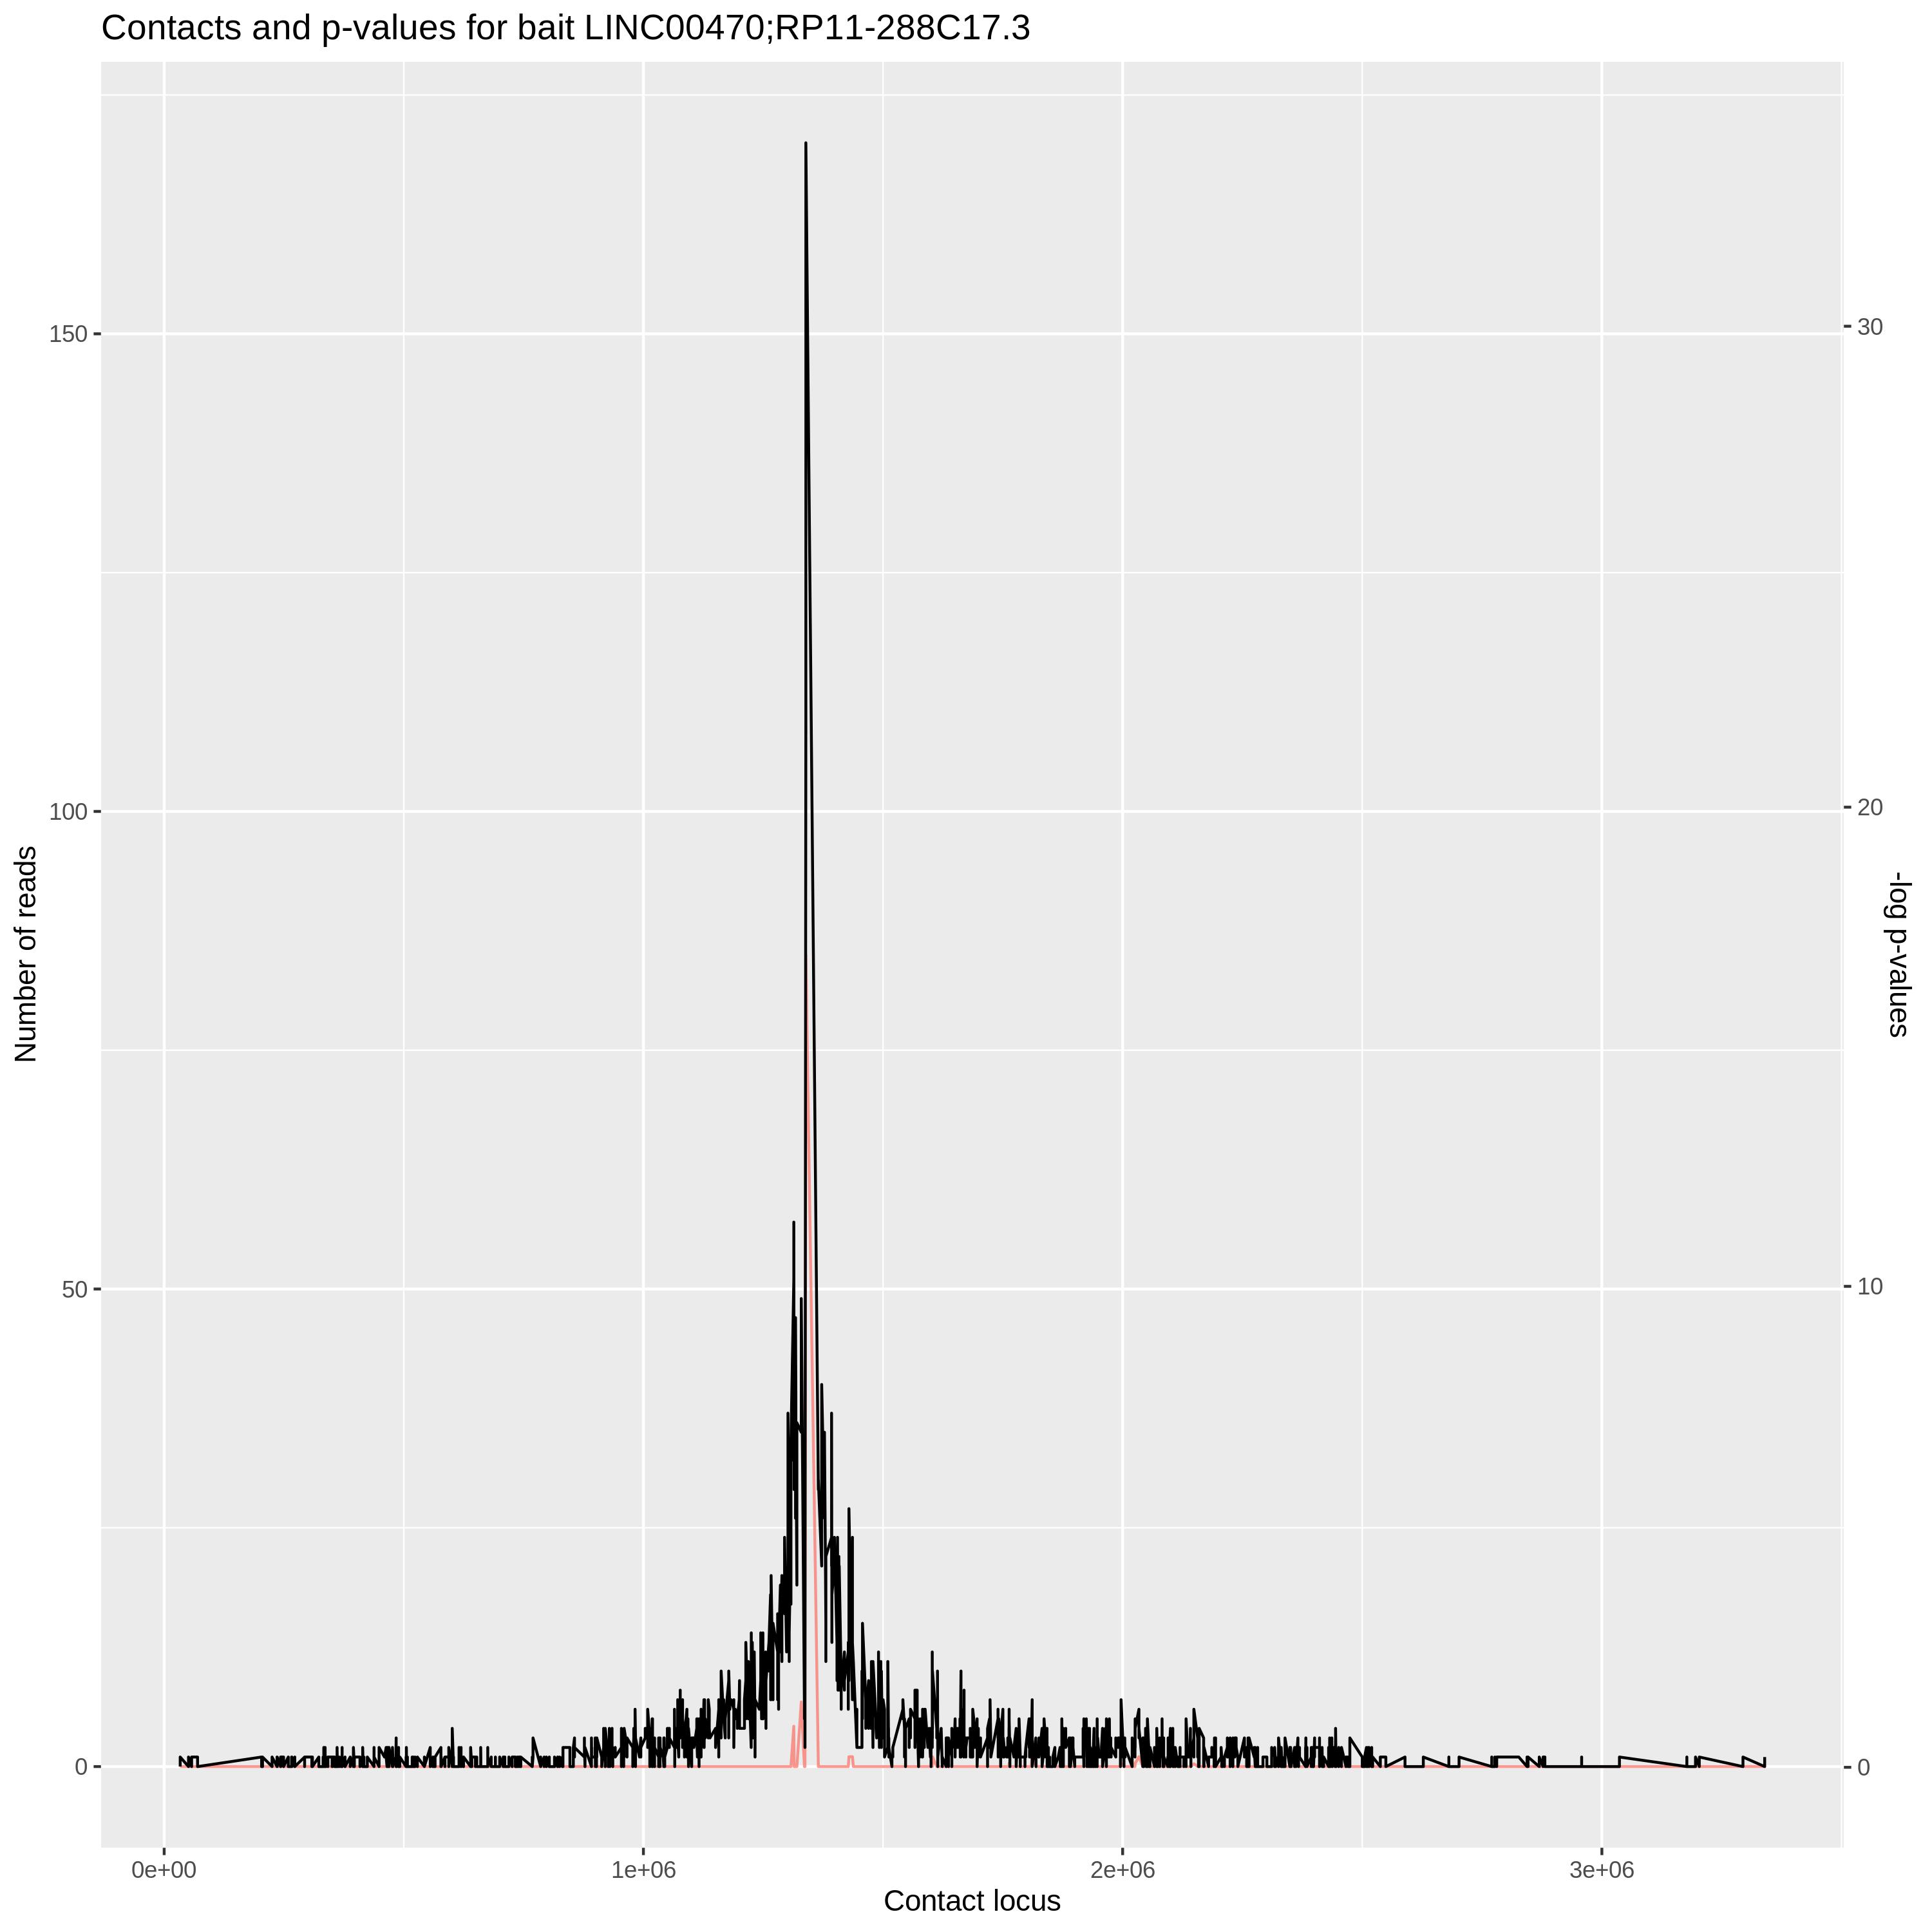 Contacts and p-values for bait LINC00470;RP11-288C17.3
150
100
50
0
Number of reads
30
20
10
0
-log p-values
0e+00 1e+06 2e+06 3e+06
Contact locus